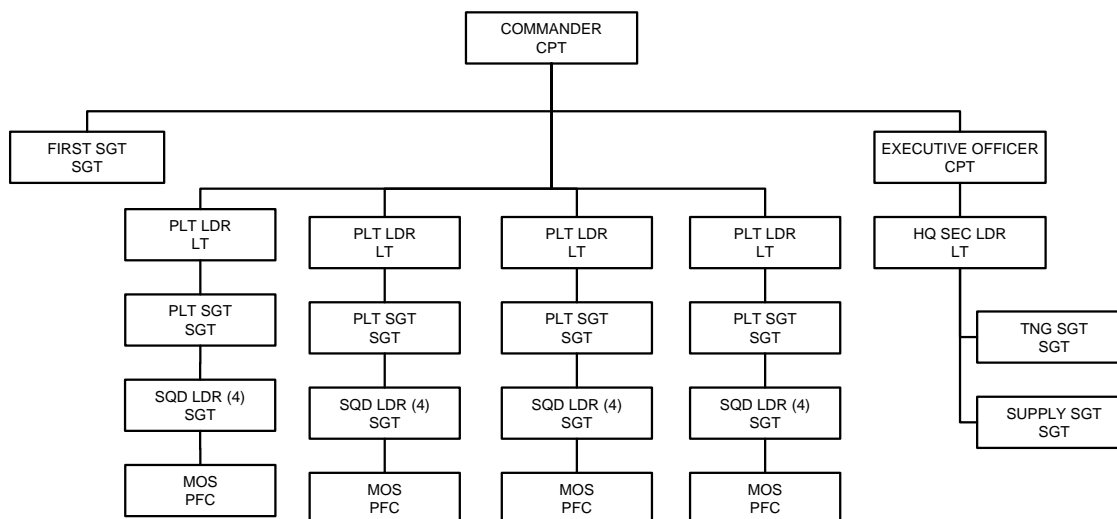 COMMANDER
CPT
FIRST SGT
SGT
EXECUTIVE OFFICER
CPT
PLT LDR
LT
PLT LDR
LT
PLT LDR
LT
PLT LDR
LT
HQ SEC LDR
LT
PLT SGT
SGT
PLT SGT
SGT
PLT SGT
SGT
PLT SGT
SGT
TNG SGT
SGT
SQD LDR (4)
SGT
SQD LDR (4)
SGT
SQD LDR (4)
SGT
SQD LDR (4)
SGT
SUPPLY SGT
SGT
MOS
PFC
MOS
PFC
MOS
PFC
MOS
PFC